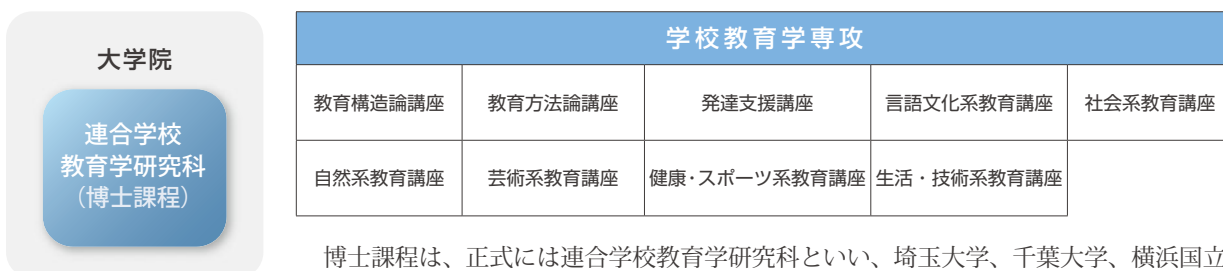 大学院
連合学校
教育学研究科
（博士課程）
学校教育学専攻
教育構造論講座 教育方法論講座 発達支援講座 言語文化系教育講座 社会系教育講座
自然系教育講座 芸術系教育講座 健康・スポーツ系教育講座 生活・技術系教育講座
博士課程は、正式には連合学校教育学研究科といい、埼玉大学、千葉大学、横浜国立